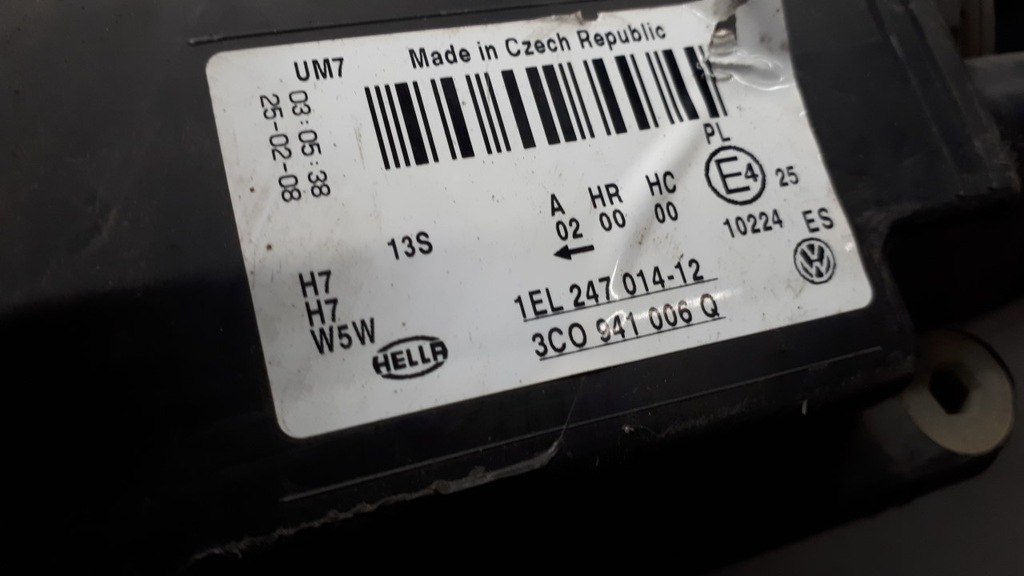 Made in Czech Republic
UM7
03:05:38
25-02-08
PL
E4 25
A HR HC
02 00 00
10224 ES
13S
H7
H7
W5W
HELLA
1EL 247 014-12
3C0 941 006 Q
VW